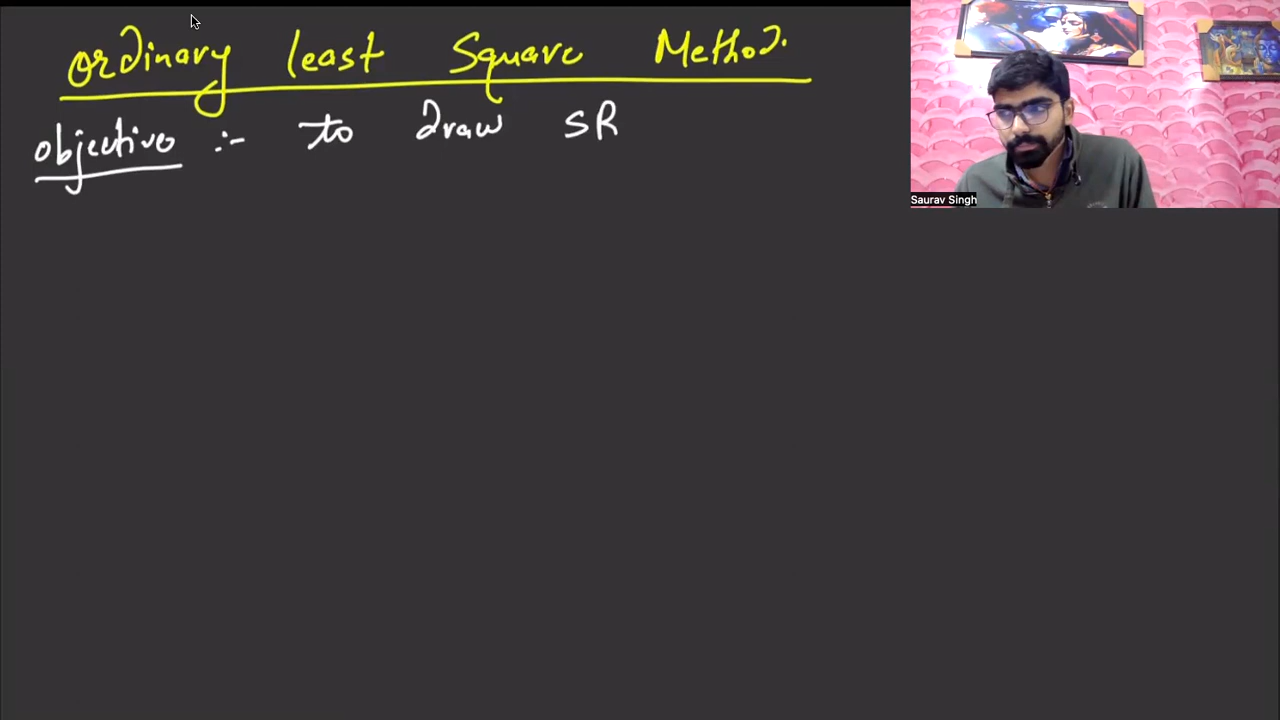 Ordinary least Square Method.
objective :- to draw SR
Saurav Singh